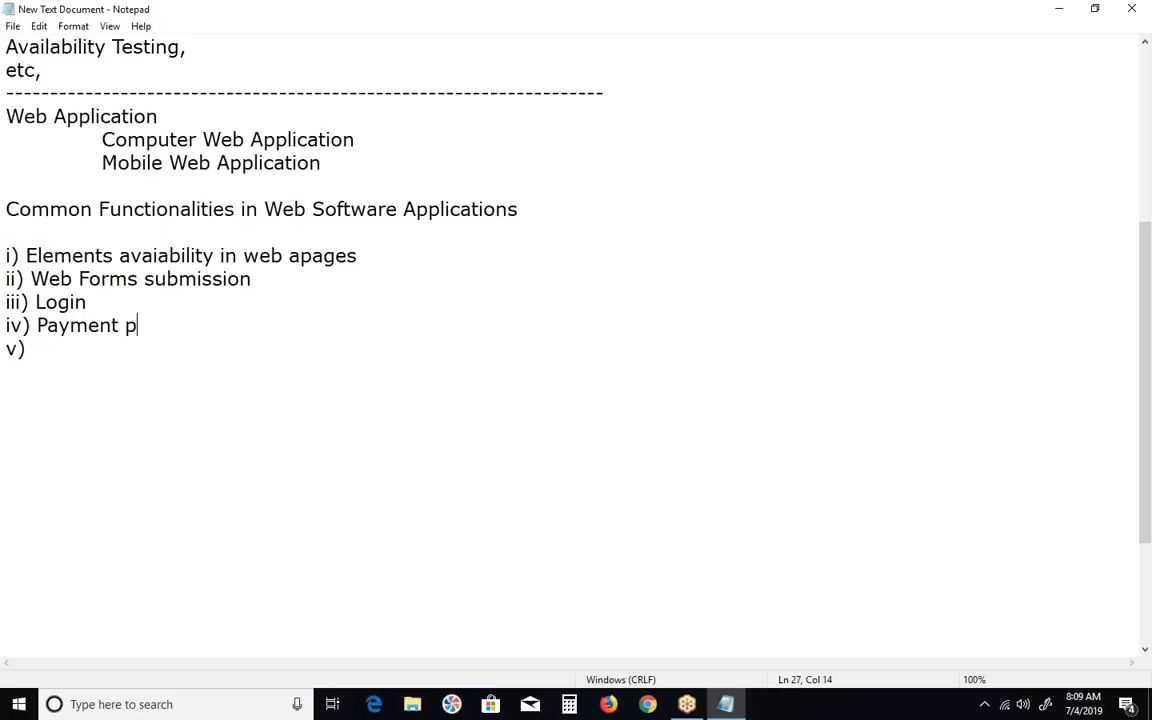 New Text Document - Notepad
File Edit Format View Help
Availability Testing,
etc,
--------------------------------------------------------------------
Web Application
Computer Web Application
Mobile Web Application
Common Functionalities in Web Software Applications
i) Elements avaiability in web apages
ii) Web Forms submission
iii) Login
iv) Payment p
v)
Windows (CRLF) Ln 27, Col 14 100%
Type here to search
8:09 AM
7/4/2019
4